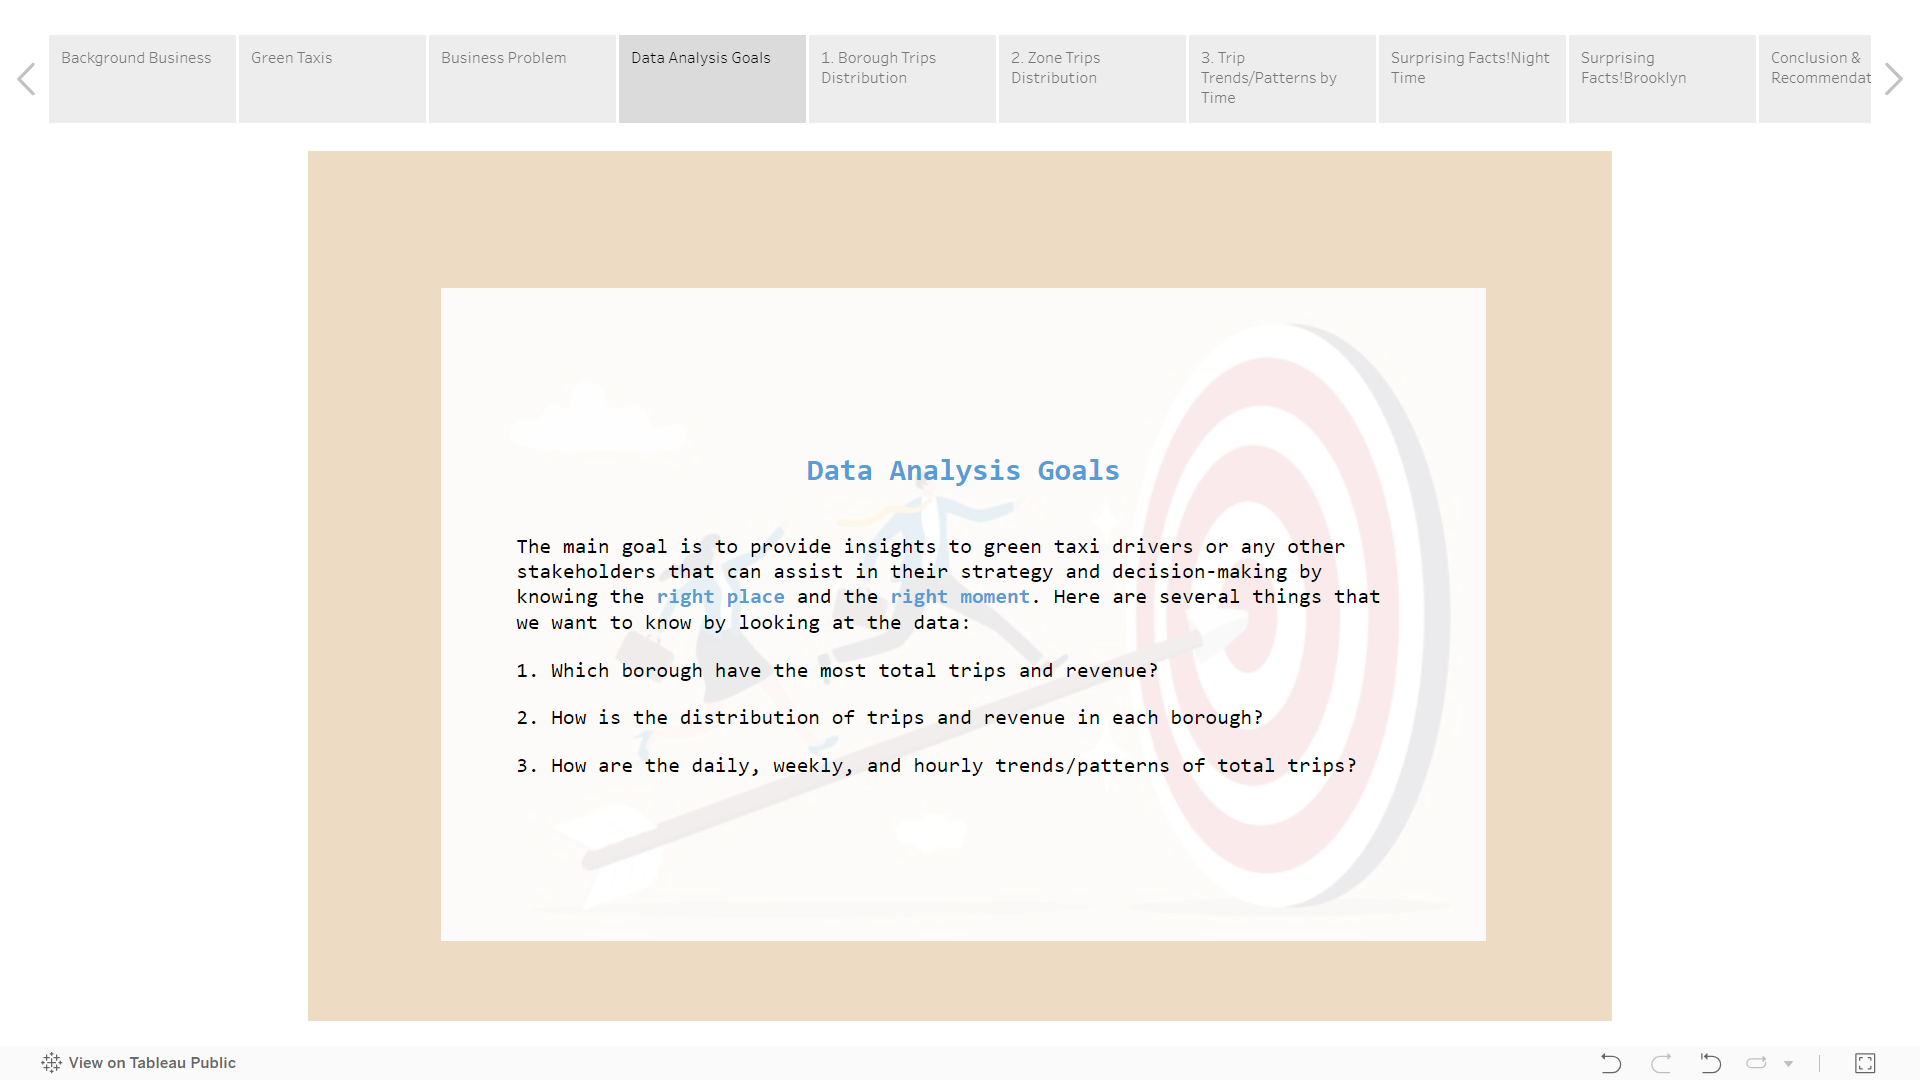 Background Business
Green Taxis
Business Problem
Data Analysis Goals
1. Borough Trips
Distribution
2. Zone Trips
Distribution
3. Trip
Trends/Patterns by
Time
Surprising Facts!Night
Time
Surprising
Facts!Brooklyn
Conclusion &
Recommendat
Data Analysis Goals
The main goal is to provide insights to green taxi drivers or any other
stakeholders that can assist in their strategy and decision-making by
knowing the right place and the right moment. Here are several things that
we want to know by looking at the data:
1. Which borough have the most total trips and revenue?
2. How is the distribution of trips and revenue in each borough?
3. How are the daily, weekly, and hourly trends/patterns of total trips?
View on Tableau Public